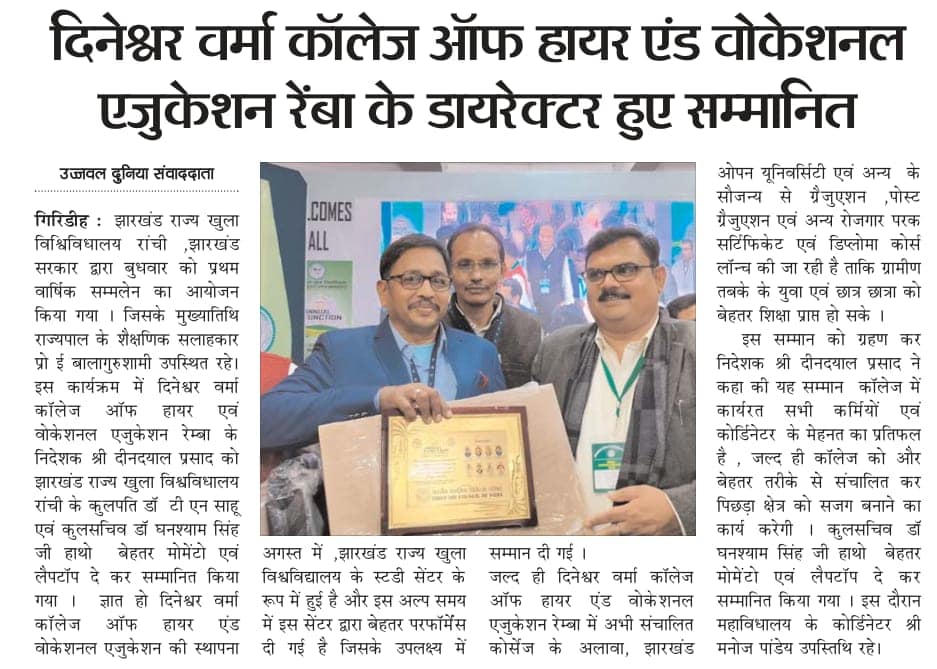 दिनेश्वर वर्मा कॉलेज ऑफ हायर एंड वोकेशनल
एजुकेशन रेंबा के डायरेक्टर हुए सम्मानित
उज्जवल दुनिया संवाददाता
गिरिडीह : झारखंड राज्य खुला
विश्विविधालय रांची ,झारखंड
सरकार द्वारा बुधवार को प्रथम
वार्षिक सम्मलेन का आयोजन
किया गया । जिसके मुख्यातिथि
राज्यपाल के शैक्षणिक सलाहकार
प्रो ई बालागुरुशामी उपस्थित रहे।
इस कार्यक्रम में दिनेश्वर वर्मा
कॉलेज ऑफ हायर एवं
वोकेशनल एजुकेशन रेम्बा के
निदेशक श्री दीनदयाल प्रसाद को
झारखंड राज्य खुला विश्वविधालय
रांची के कुलपति डॉ टी एन साहू
एवं कुलसचिव डॉ घनश्याम सिंह
जी हाथो बेहतर मोमेंटो एवं
लैपटॉप दे कर सम्मानित किया
गया । ज्ञात हो दिनेश्वर वर्मा
कॉलेज ऑफ हायर एंड
वोकेशनल एजुकेशन की स्थापना
LCOMES
ALL
ANNUAL
FUNCTION
अगस्त में ,झारखंड राज्य खुला
विश्वविद्यालय के स्टडी सेंटर के
रूप में हुई है और इस अल्प समय
में इस सेंटर द्वारा बेहतर परफॉर्मेंस
दी गई है जिसके उपलक्ष्य में
सम्मान दी गई ।
जल्द ही दिनेश्वर वर्मा कॉलेज
ऑफ हायर एंड वोकेशनल
एजुकेशन रेम्बा में अभी संचालित
कोर्सेज के अलावा, झारखंड
ओपन यूनिवर्सिटी एवं अन्य के
सौजन्य से ग्रैजुएशन ,पोस्ट
ग्रैजुएशन एवं अन्य रोजगार परक
सर्टिफिकेट एवं डिप्लोमा कोर्स
लॉन्च की जा रही है ताकि ग्रामीण
तबके के युवा एवं छात्र छात्रा को
बेहतर शिक्षा प्राप्त हो सके ।
इस सम्मान को ग्रहण कर
निदेशक श्री दीनदयाल प्रसाद ने
कहा की यह सम्मान कॉलेज में
कार्यरत सभी कर्मियों एवं
कोर्डिनेटर के मेहनत का प्रतिफल
है , जल्द ही कॉलेज को और
बेहतर तरीके से संचालित कर
पिछड़ा क्षेत्र को सजग बनाने का
कार्य करेगी । कुलसचिव डॉ
घनश्याम सिंह जी हाथो बेहतर
मोमेंटो एवं लैपटॉप दे कर
सम्मानित किया गया । इस दौरान
महाविधालय के कोर्डिनेटर श्री
मनोज पांडेय उपस्तिथि रहे।